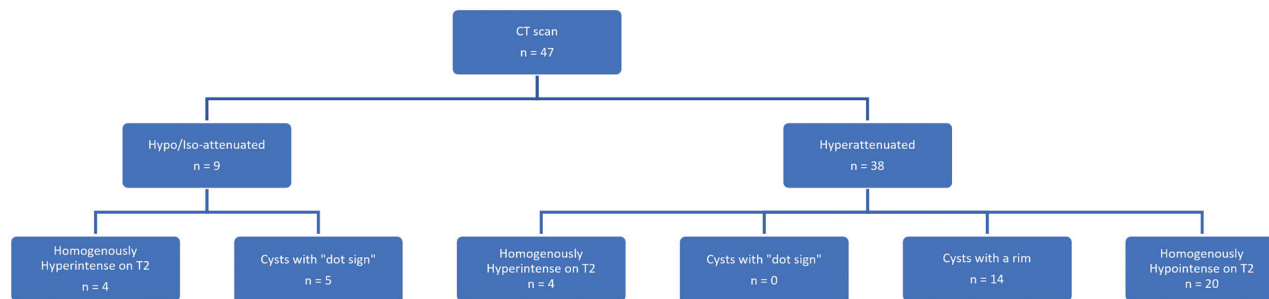 CT scan
n = 47
Hypo/Iso-attenuated
n = 9
Hyperattenuated
n = 38
Homogenously
Hyperintense on T2
n = 4
Cysts with "dot sign"
n = 5
Homogenously
Hyperintense on T2
n = 4
Cysts with "dot sign"
n = 0
Cysts with a rim
n = 14
Homogenously
Hypointense on T2
n = 20